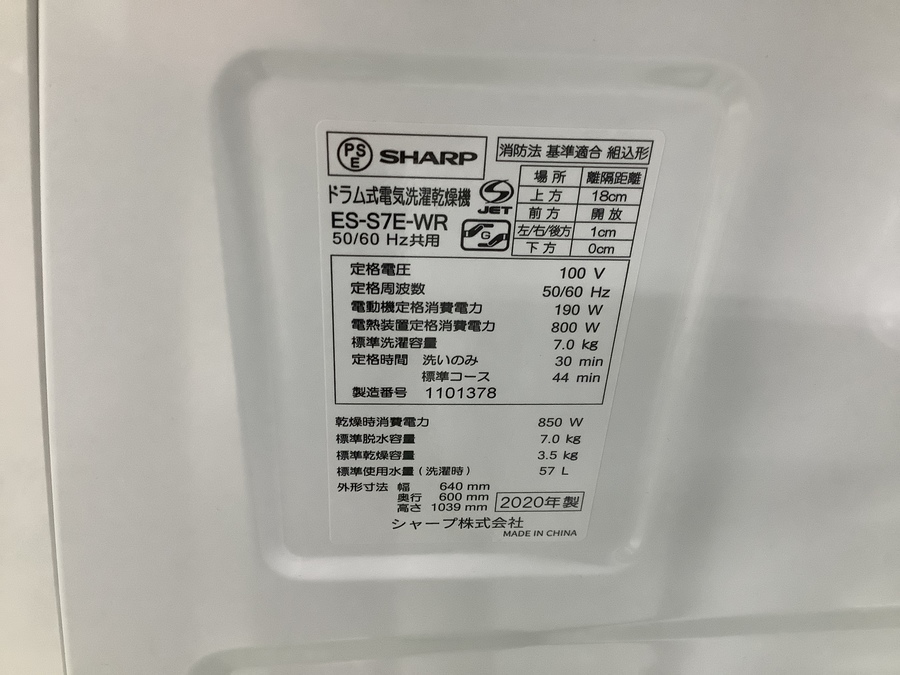 PSE SHARP
ドラム式電気洗濯乾燥機
ES-S7E-WR
50/60 Hz共用
JET
G
消防法 基準適合 組込形
場所 離隔距離
上方 18cm
前方 開放
左/右/後方 1cm
下方 0cm
定格電圧 100 V
定格周波数 50/60 Hz
電動機定格消費電力 190 W
電熱装置定格消費電力 800 W
標準洗濯容量 7.0 kg
定格時間 洗いのみ 30 min
標準コース 44 min
製造番号 1101378
乾燥時消費電力 850 W
標準脱水容量 7.0 kg
標準乾燥容量 3.5 kg
標準使用水量(洗濯時) 57 L
外形寸法 幅 640 mm
奥行 600 mm
高さ 1039 mm
2020年製
シャープ株式会社
MADE IN CHINA